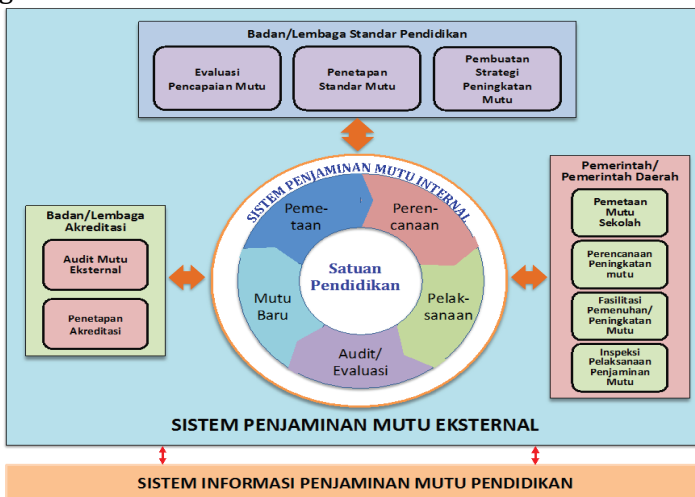 Badan/Lembaga Standar Pendidikan
Evaluasi
Pencapaian Mutu
Penetapan
Standar Mutu
Pembuatan
Strategi
Peningkatan
Mutu
SISTEM PENJAMINAN MUTU INTERNAL
Peme-
taan
Peren-
canaan
Pelak-
sanaan
Audit/
Evaluasi
Mutu
Baru
Satuan
Pendidikan
Badan/Lembaga
Akreditasi
Audit Mutu
Eksternal
Penetapan
Akreditasi
Pemerintah/
Pemerintah Daerah
Pemetaan
Mutu
Sekolah
Perencanaan
Peningkatan
mutu
Fasilitasi
Pemenuhan/
Peningkatan
Mutu
Inspeksi
Pelaksanaan
Penjaminan
Mutu
SISTEM PENJAMINAN MUTU EKSTERNAL
SISTEM INFORMASI PENJAMINAN MUTU PENDIDIKAN